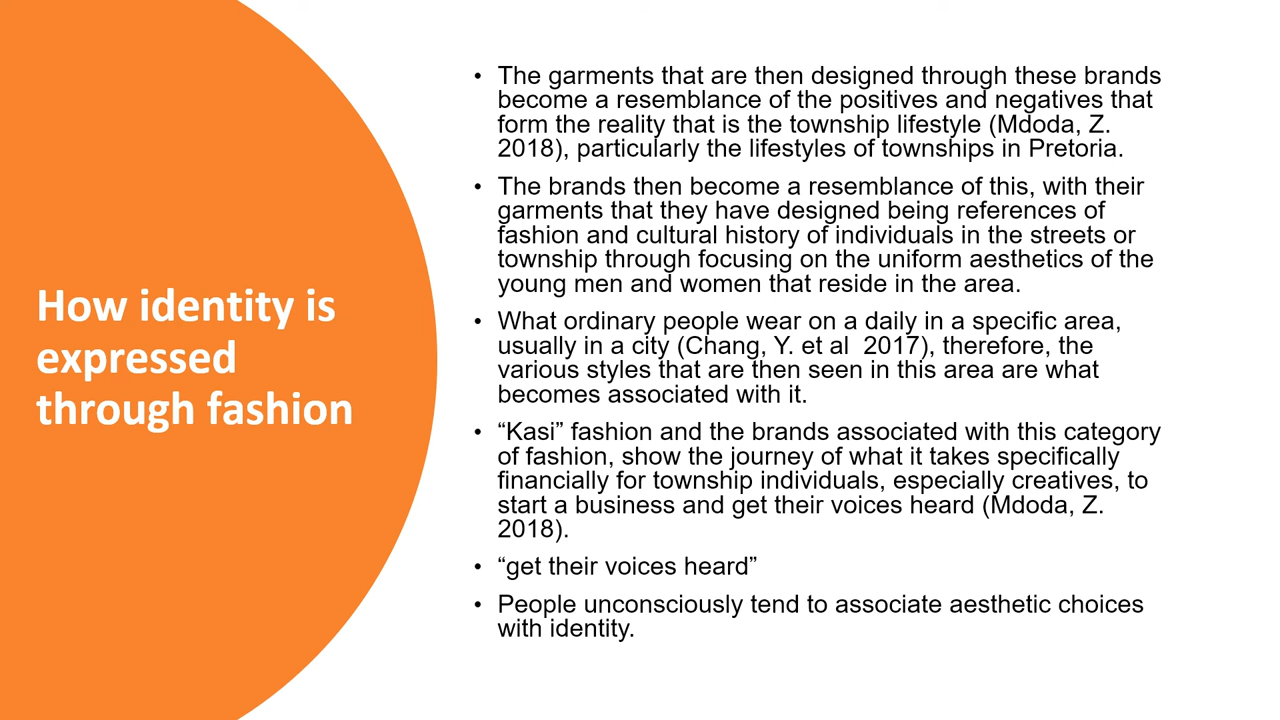 How identity is
expressed
through fashion
• The garments that are then designed through these brands
become a resemblance of the positives and negatives that
form the reality that is the township lifestyle (Mdoda, Z.
2018), particularly the lifestyles of townships in Pretoria.
• The brands then become a resemblance of this, with their
garments that they have designed being references of
fashion and cultural history of individuals in the streets or
township through focusing on the uniform aesthetics of the
young men and women that reside in the area.
• What ordinary people wear on a daily in a specific area,
usually in a city (Chang, Y. et al  2017), therefore, the
various styles that are then seen in this area are what
becomes associated with it.
• “Kasi” fashion and the brands associated with this category
of fashion, show the journey of what it takes specifically
financially for township individuals, especially creatives, to
start a business and get their voices heard (Mdoda, Z.
2018).
• “get their voices heard”
• People unconsciously tend to associate aesthetic choices
with identity.